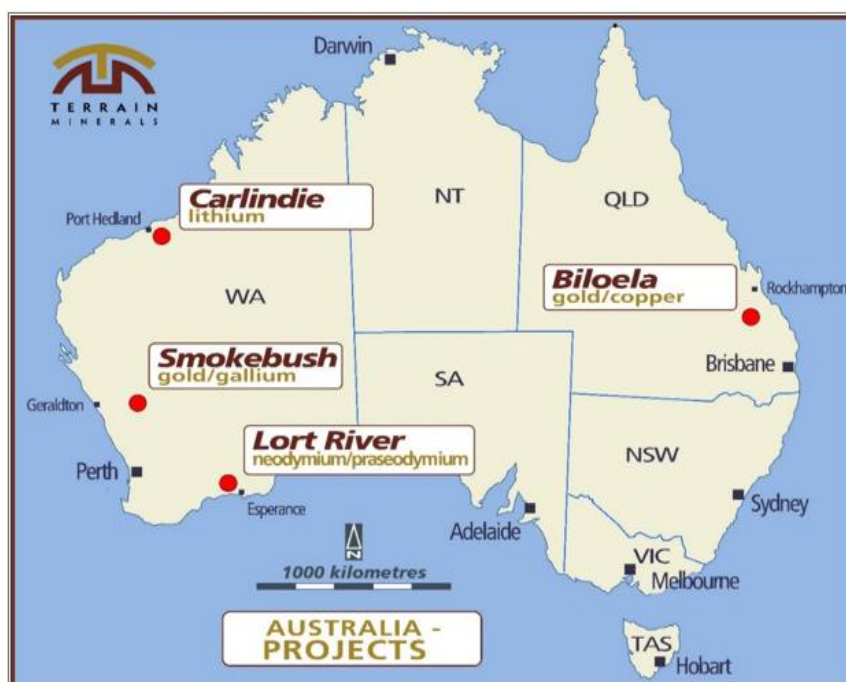 TERRAIN
MINERALS
Darwin
Carlindie
lithium
Port Hedland
NT
QLD
Biloela
gold/copper
Rockhampton
WA
Smokebush
gold/gallium
SA
Brisbane
Geraldton
Lort River
neodymium/praseodymium
NSW
Perth
Esperance
Sydney
Adelaide
N
1000 kilometres
VIC
Melbourne
AUSTRALIA -
PROJECTS
TAS
Hobart